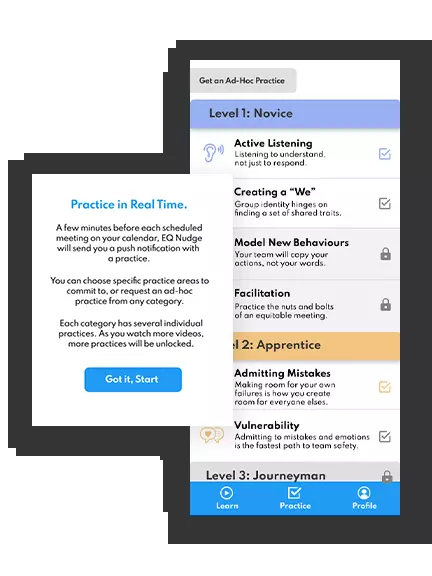 Get an Ad-Hoc Practice
Level 1: Novice
Active Listening
Listening to understand,
not just to respond.
Creating a “We”
Group identity hinges on
finding a set of shared traits.
Model New Behaviours
Your team will copy your
actions, not your words.
Facilitation
Practice the nuts and bolts
of an equitable meeting.
2: Apprentice
Admitting Mistakes
Making room for your own
failures is how you create
room for everyone elses.
Vulnerability
Admitting to mistakes and emotions
is the fastest path to team safety.
Level 3: Journeyman
Learn
Practice
Profile
Practice in Real Time.
A few minutes before each scheduled
meeting on your calendar, EQ Nudge
will send you a push notification with
a practice.
You can choose specific practice areas to
commit to, or request an ad-hoc
practice from any category.
Each category has several individual
practices. As you watch more videos,
more practices will be unlocked.
Got it, Start